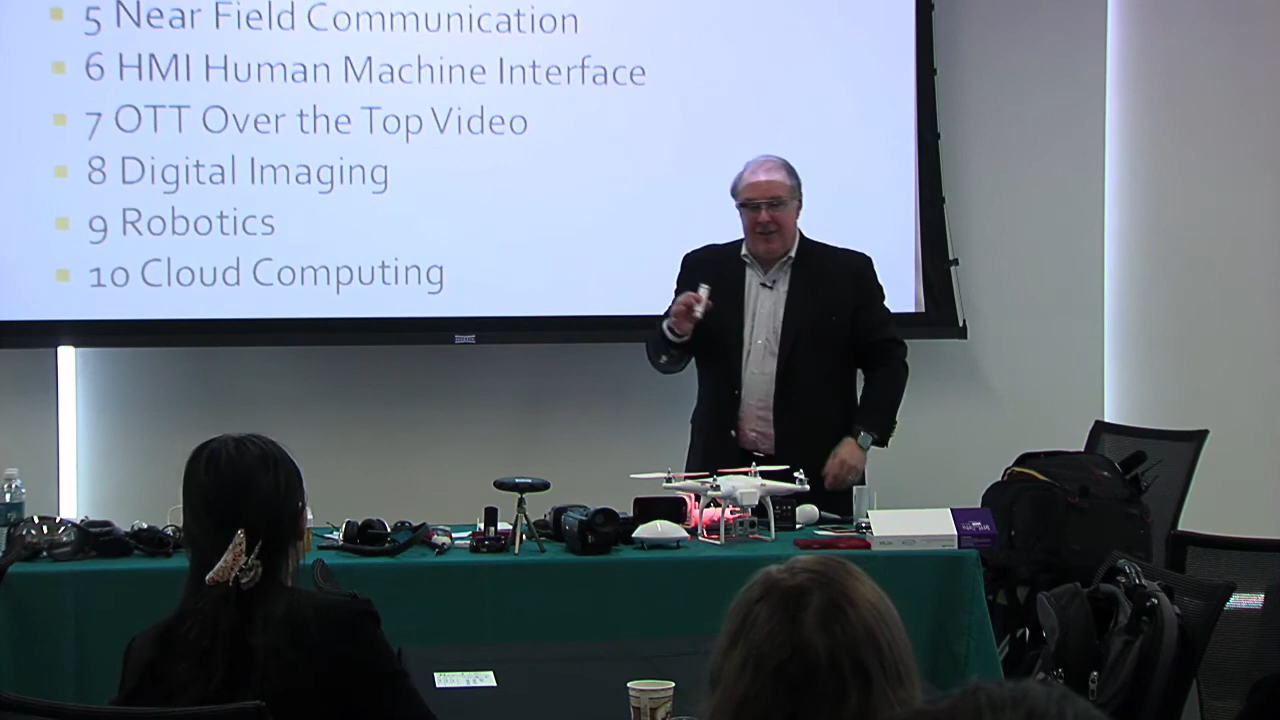 5 Near Field Communication
6 HMI Human Machine Interface
7 OTT Over the Top Video
8 Digital Imaging
9 Robotics
10 Cloud Computing